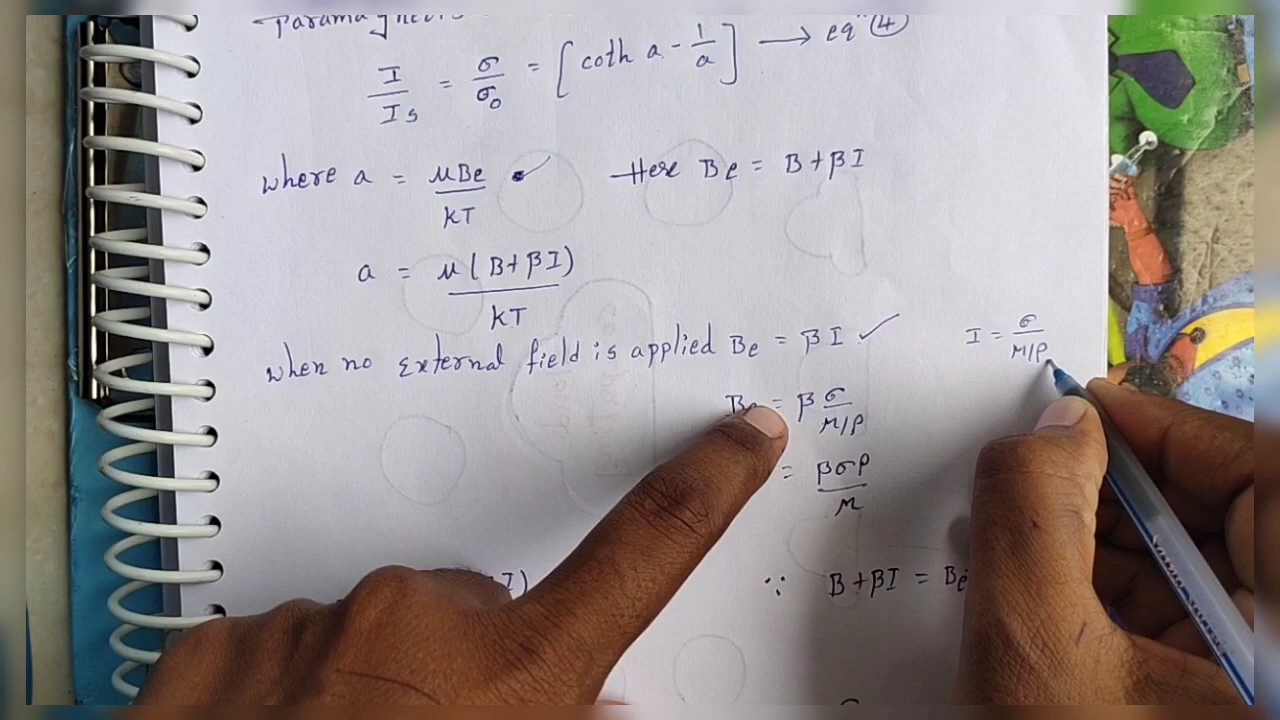 I/Is = σ/σ₀ = [coth a - 1/a] → eqⁿ ④
where a = μBe/KT Here Be = B + βI
a = μ(B+βI)/KT
when no external field is applied Be = βI ✓ I = σ/M/ρ
Be = β σ/M/ρ
= βσρ/M
I) ∵ B+βI = Be